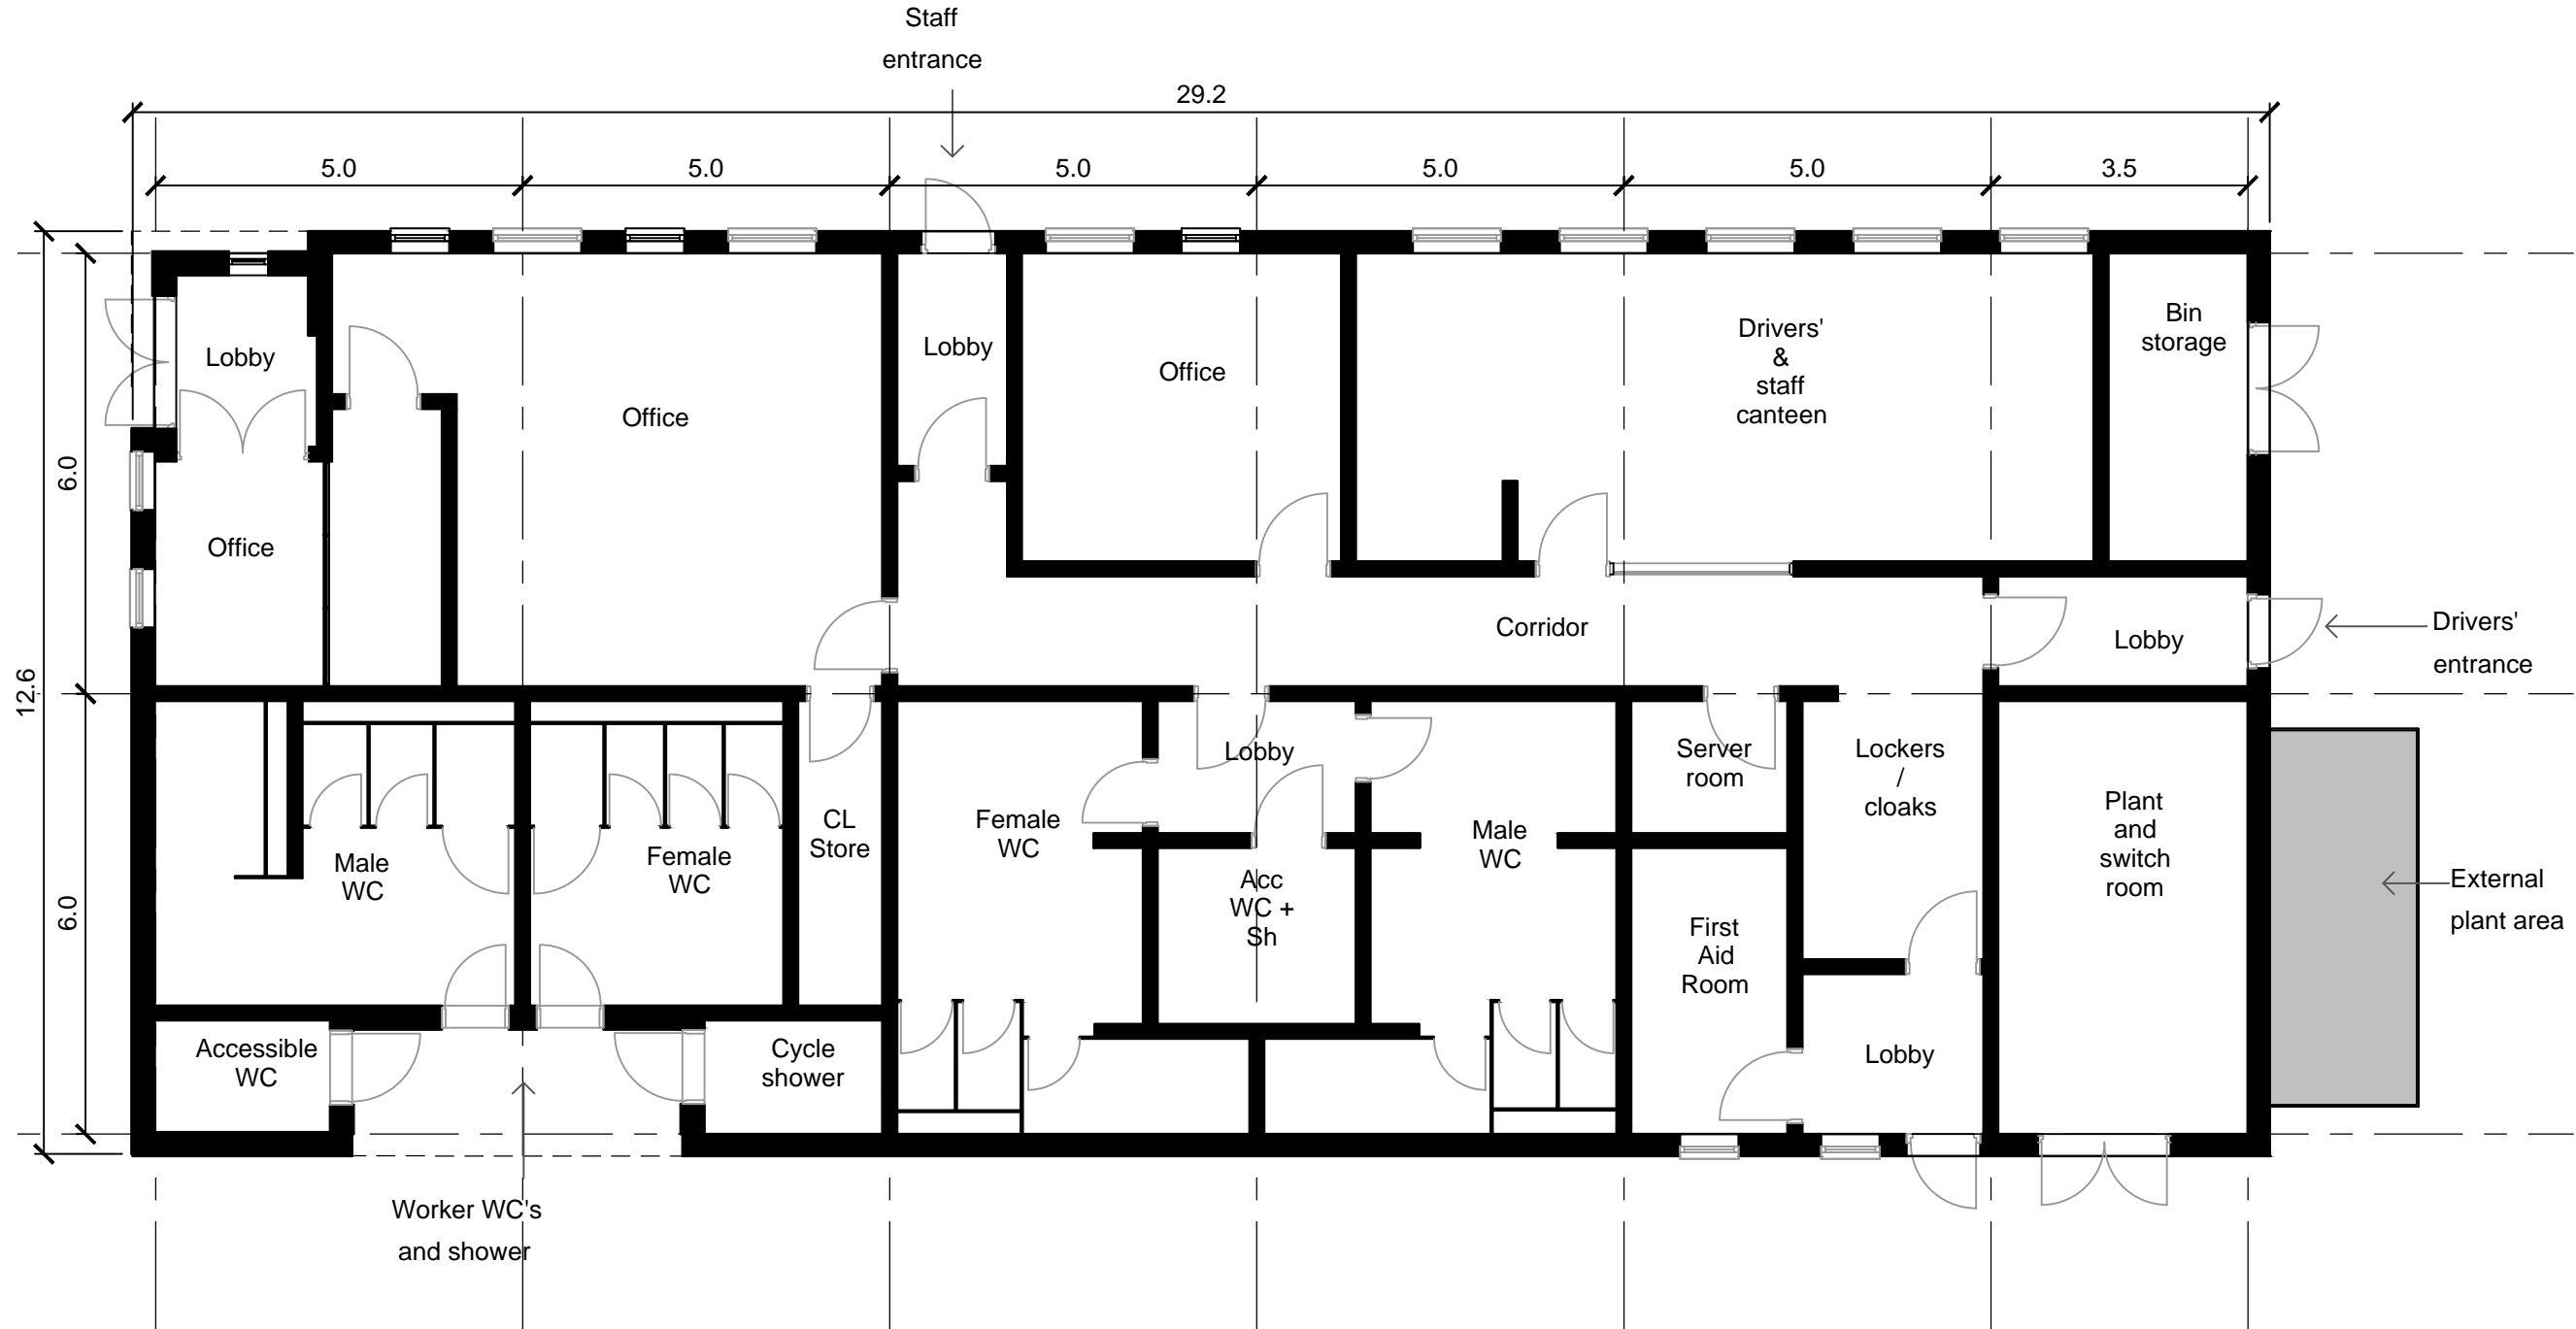 Staff
entrance
29.2
5.0
5.0
5.0
5.0
5.0
3.5
Lobby
Office
Lobby
Office
Drivers'
&
staff
canteen
Bin
storage
6.0
Office
Corridor
Lobby
Drivers'
entrance
12.6
Male
WC
Female
WC
CL
Store
Female
WC
Lobby
Acc
WC +
Sh
Male
WC
Server
room
First
Aid
Room
Lockers
/
cloaks
Plant
and
switch
room
External
plant area
6.0
Accessible
WC
Cycle
shower
Lobby
Worker WC's
and shower